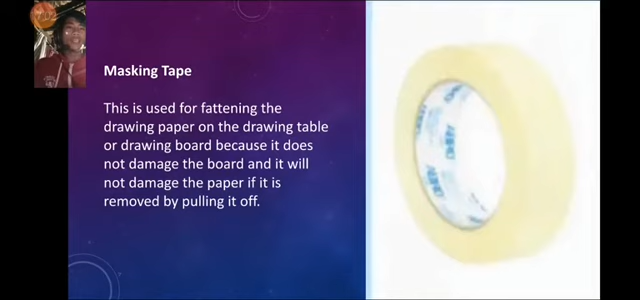 Masking Tape
This is used for fattening the
drawing paper on the drawing table
or drawing board because it does
not damage the board and it will
not damage the paper if it is
removed by pulling it off.